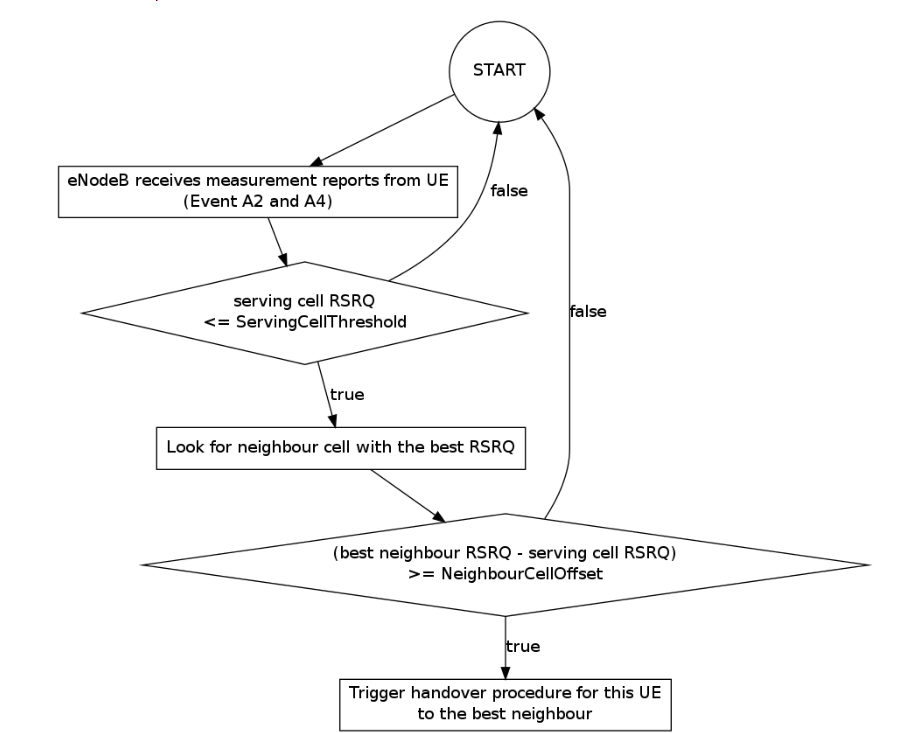 START
eNodeB receives measurement reports from UE
(Event A2 and A4)
false
serving cell RSRQ
<= ServingCellThreshold
false
true
Look for neighbour cell with the best RSRQ
(best neighbour RSRQ - serving cell RSRQ)
>= NeighbourCellOffset
true
Trigger handover procedure for this UE
to the best neighbour